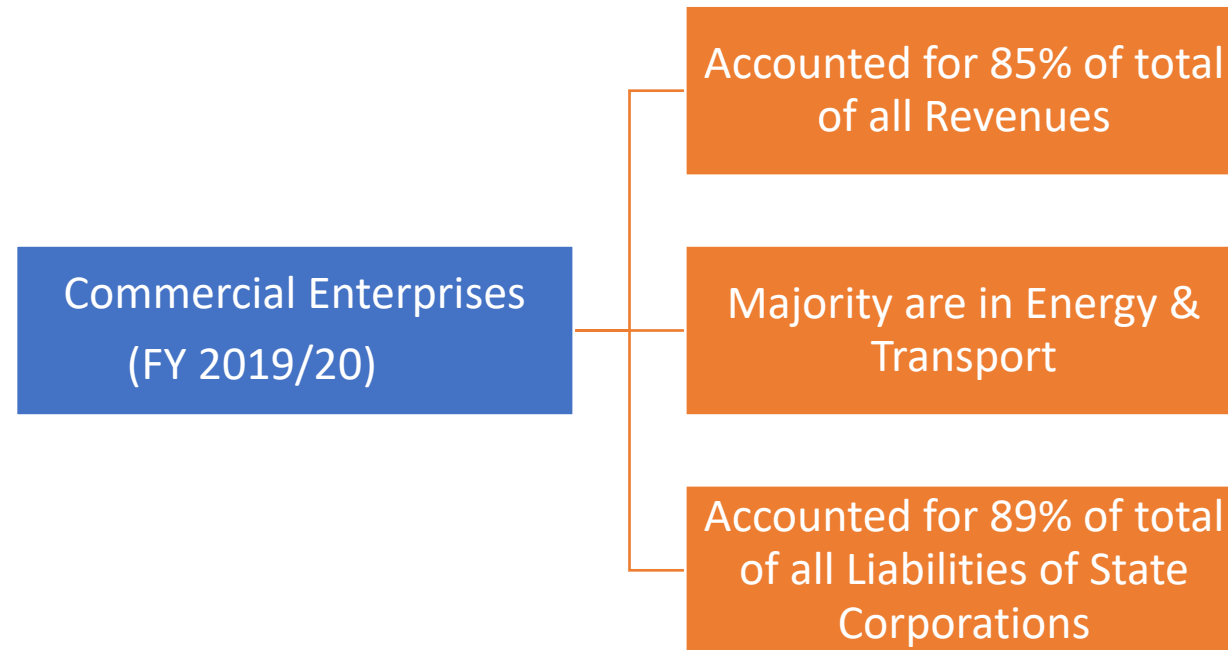 Accounted for 85% of total
of all Revenues
Commercial Enterprises
(FY 2019/20)
Majority are in Energy &
Transport
Accounted for 89% of total
of all Liabilities of State
Corporations